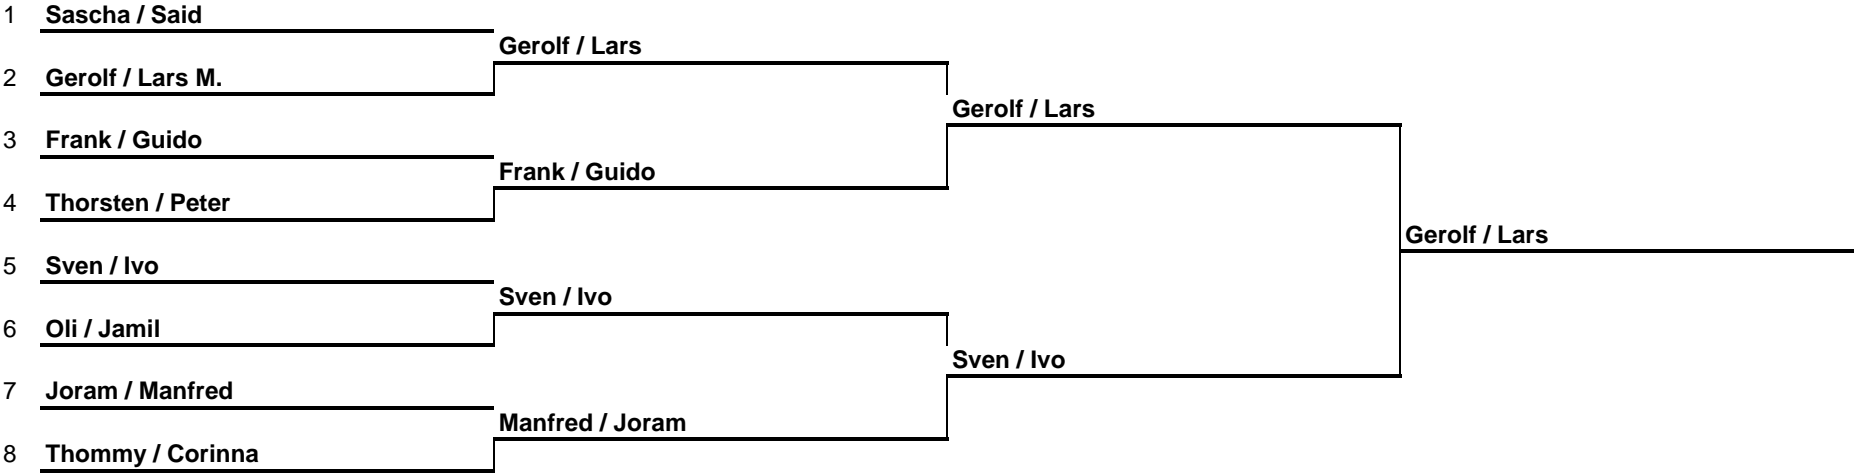 1 Sascha / Said
Gerolf / Lars
2 Gerolf / Lars M.
Gerolf / Lars
3 Frank / Guido
Frank / Guido
4 Thorsten / Peter
Gerolf / Lars
5 Sven / Ivo
Sven / Ivo
6 Oli / Jamil
Sven / Ivo
7 Joram / Manfred
Manfred / Joram
8 Thommy / Corinna